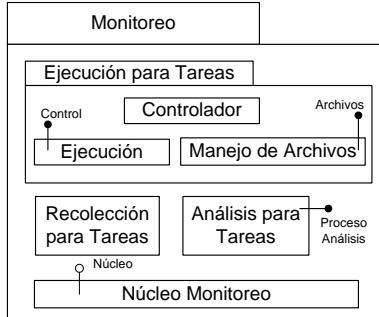 Monitoreo
Ejecución para Tareas
Controlador
Archivos
Control
Ejecución
Manejo de Archivos
Recolección
para Tareas
Análisis para
Tareas
Proceso
Análisis
Núcleo
Núcleo Monitoreo